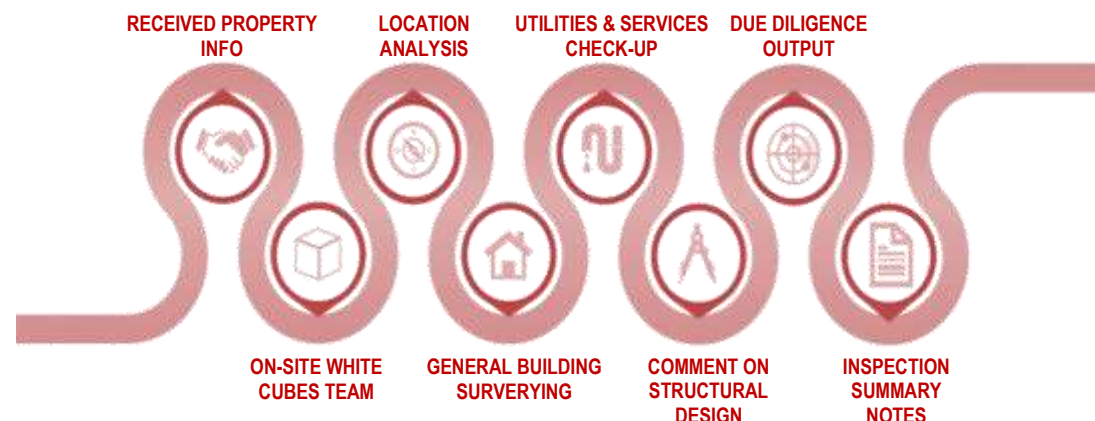 RECEIVED PROPERTY
INFO
LOCATION
ANALYSIS
UTILITIES & SERVICES
CHECK-UP
DUE DILIGENCE
OUTPUT
ON-SITE WHITE
CUBES TEAM
GENERAL BUILDING
SURVERYING
COMMENT ON
STRUCTURAL
DESIGN
INSPECTION
SUMMARY
NOTES